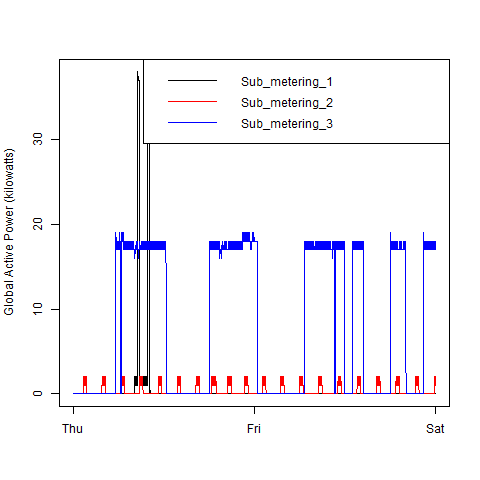 Sub_metering_1
Sub_metering_2
Sub_metering_3
Global Active Power (kilowatts)
30
20
10
0
Thu Fri Sat